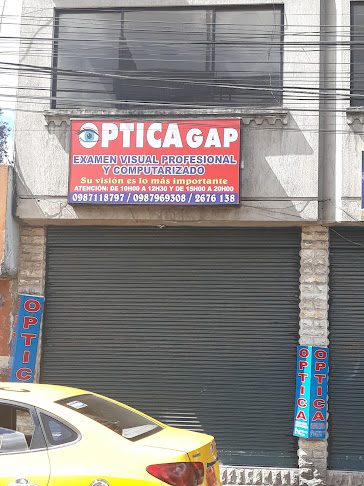 OPTICA GAP
EXAMEN VISUAL PROFESIONAL
Y COMPUTARIZADO
Su visión es lo más importante
ATENCIÓN: DE 10H00 A 12H30 Y DE 15H00 A 20H00
0987118797 / 0987969308 / 2676 138
OPTICA
OPTICA
OPTICA